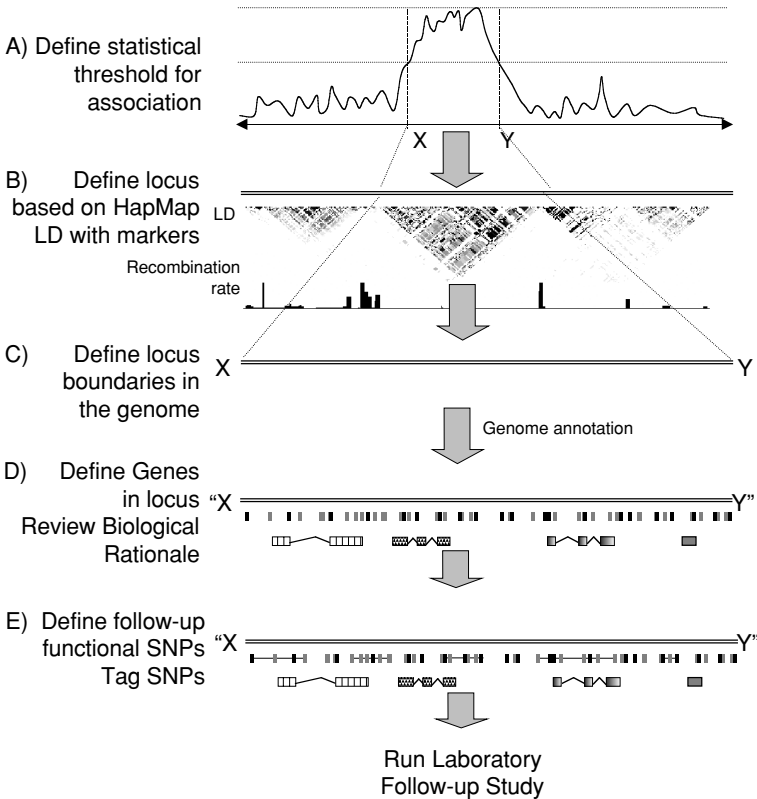 A) Define statistical
threshold for
association
X
Y
B) Define locus
based on HapMap
LD with markers
LD
Recombination
rate
C) Define locus
boundaries in
the genome
X
Y
Genome annotation
D) Define Genes
in locus
Review Biological
Rationale
“X
Y”
E) Define follow-up
functional SNPs
Tag SNPs
“X
Y”
Run Laboratory
Follow-up Study